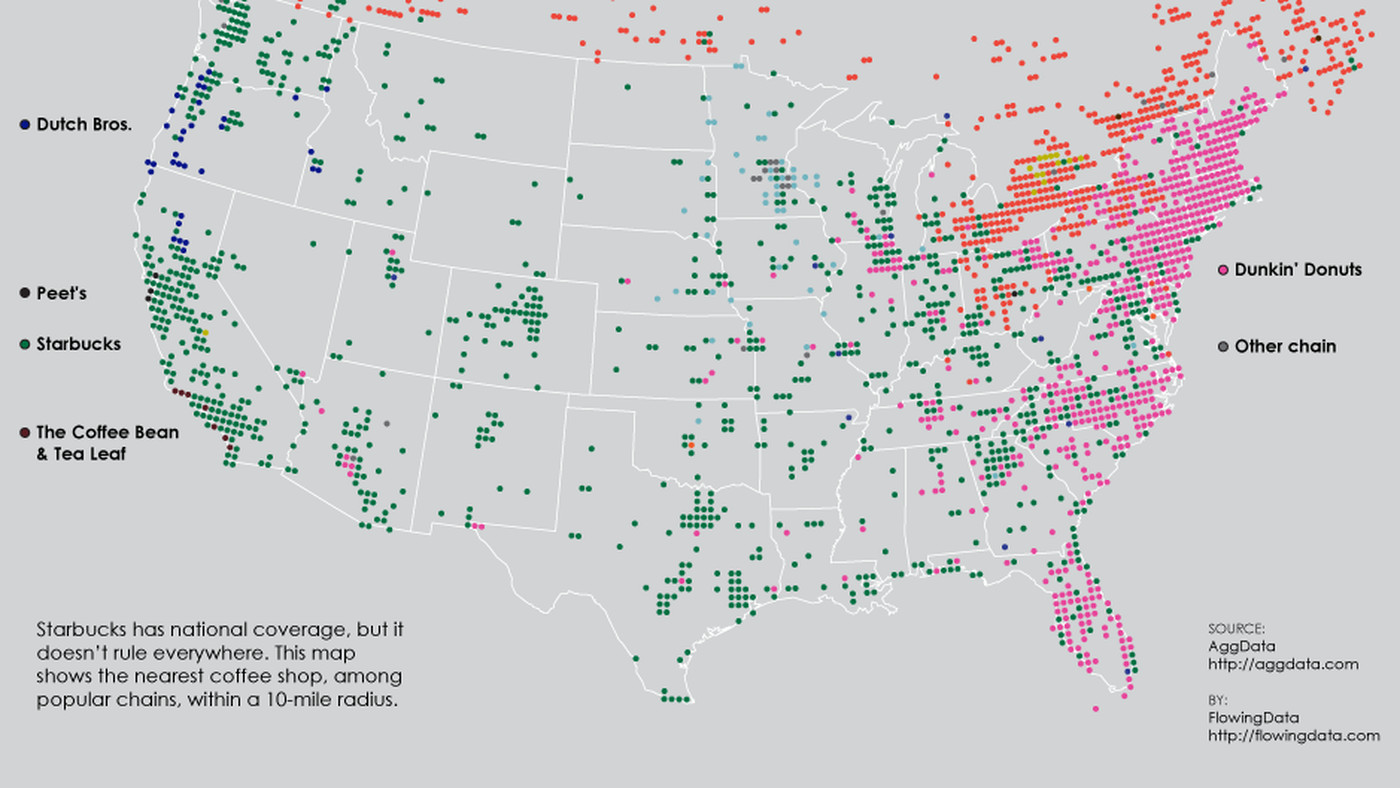 Dutch Bros.
Peet's
Starbucks
The Coffee Bean
& Tea Leaf
Dunkin' Donuts
Other chain
Starbucks has national coverage, but it
doesn't rule everywhere. This map
shows the nearest coffee shop, among
popular chains, within a 10-mile radius.
SOURCE:
AggData
http://aggdata.com
BY:
FlowingData
http://flowingdata.com